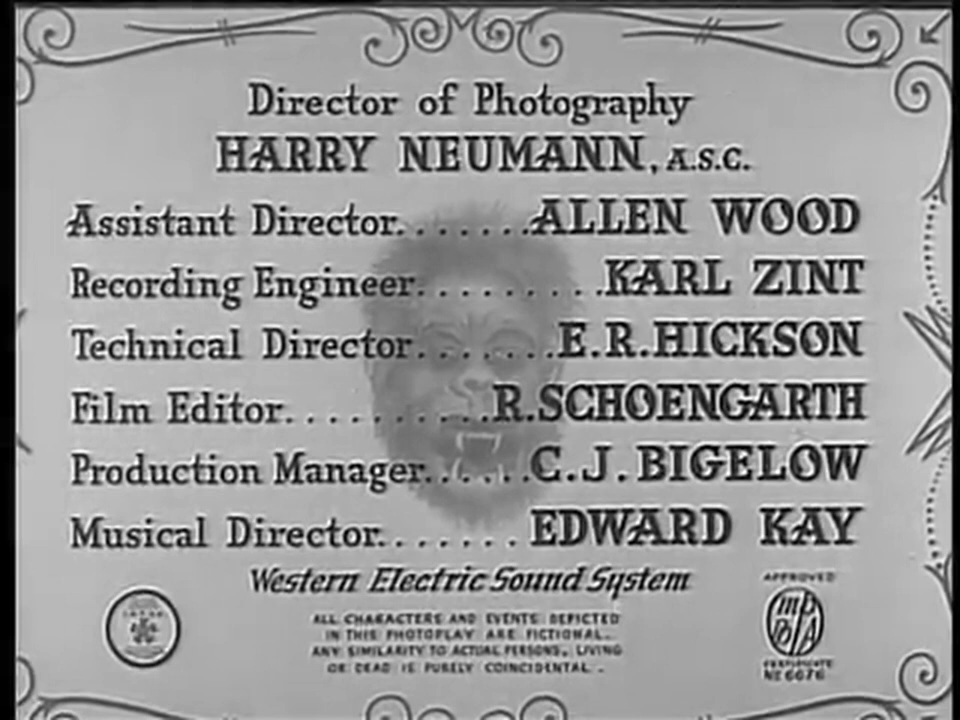 Director of Photography
HARRY NEUMANN, A.S.C.
Assistant Director.......ALLEN WOOD
Recording Engineer.........KARL ZINT
Technical Director.......E.R.HICKSON
Film Editor..........R.SCHOENGARTH
Production Manager......C.J.BIGELOW
Musical Director.......EDWARD KAY
Western Electric Sound System
ALL CHARACTERS AND EVENTS DEPICTED
IN THIS PHOTOPLAY ARE FICTIONAL.
ANY SIMILARITY TO ACTUAL PERSONS, LIVING
OR DEAD IS PURELY COINCIDENTAL.
APPROVED
MPPDA
CERTIFICATE
No 6676